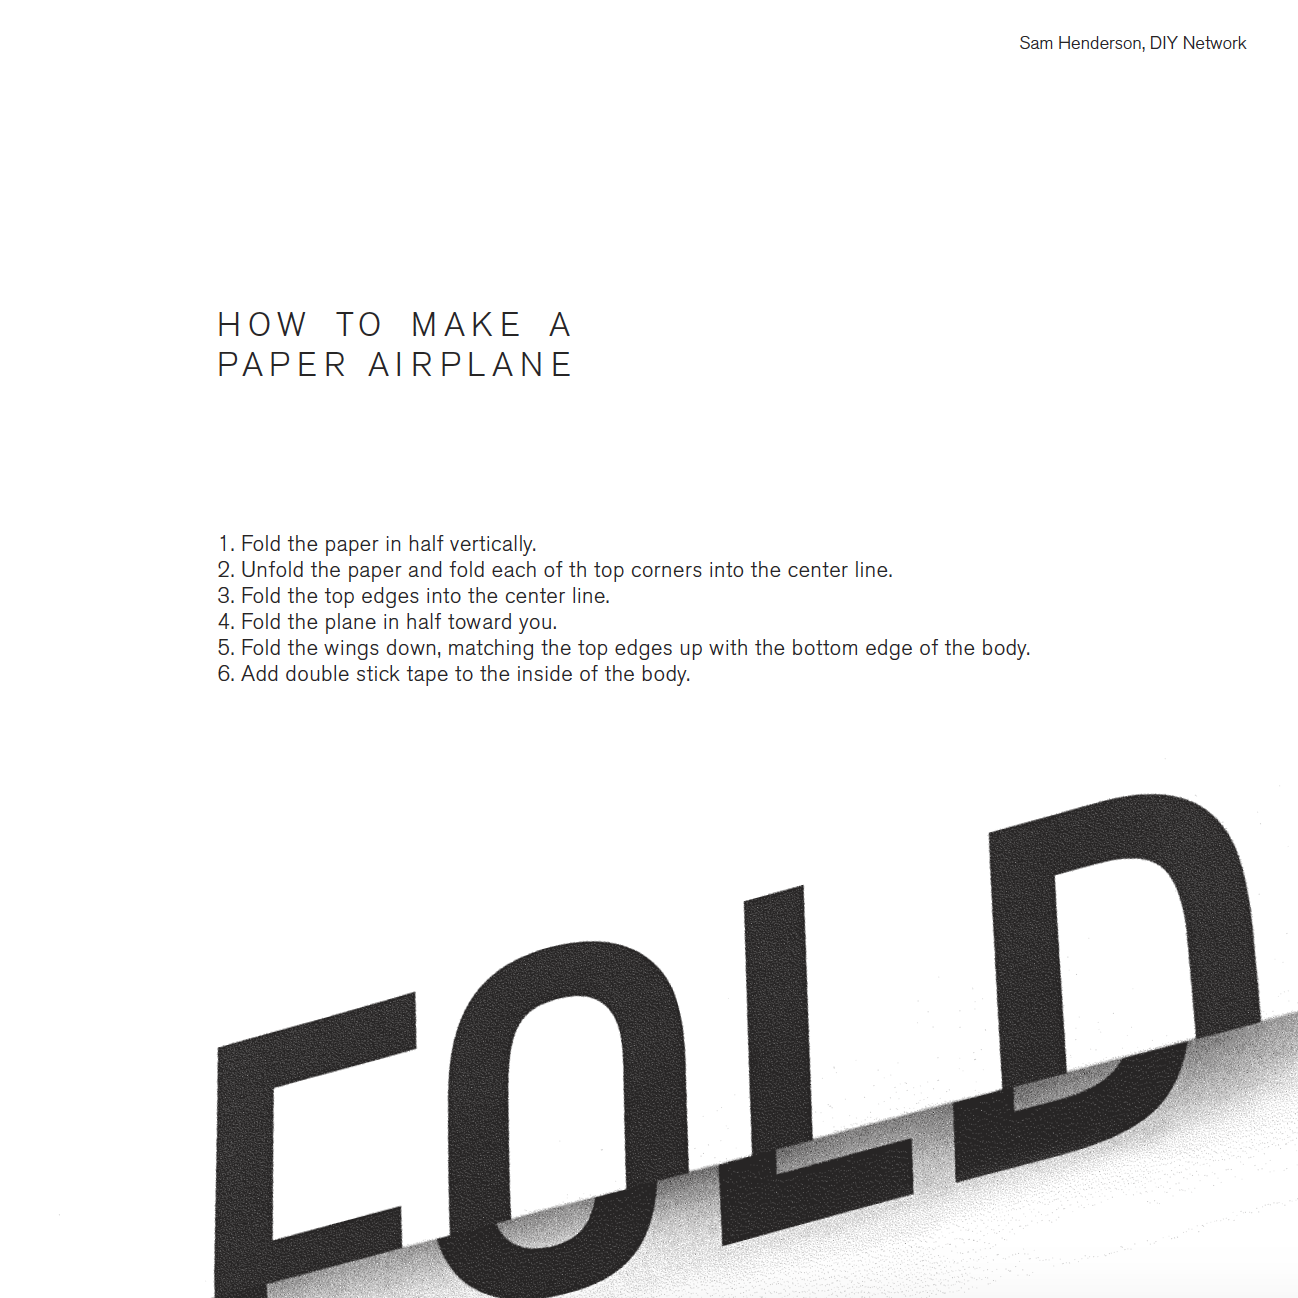 Sam Henderson, DIY Network
HOW TO MAKE A
PAPER AIRPLANE
1. Fold the paper in half vertically.
2. Unfold the paper and fold each of th top corners into the center line.
3. Fold the top edges into the center line.
4. Fold the plane in half toward you.
5. Fold the wings down, matching the top edges up with the bottom edge of the body.
6. Add double stick tape to the inside of the body.
FOLD